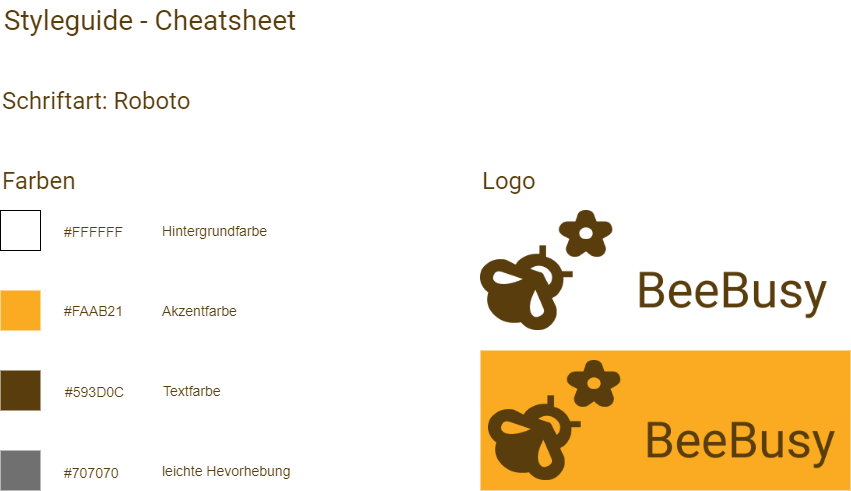 Styleguide - Cheatsheet
Schriftart: Roboto
Farben
#FFFFFF Hintergrundfarbe
#FAAB21 Akzentfarbe
#593D0C Textfarbe
#707070 leichte Hevorhebung
Logo
BeeBusy
BeeBusy